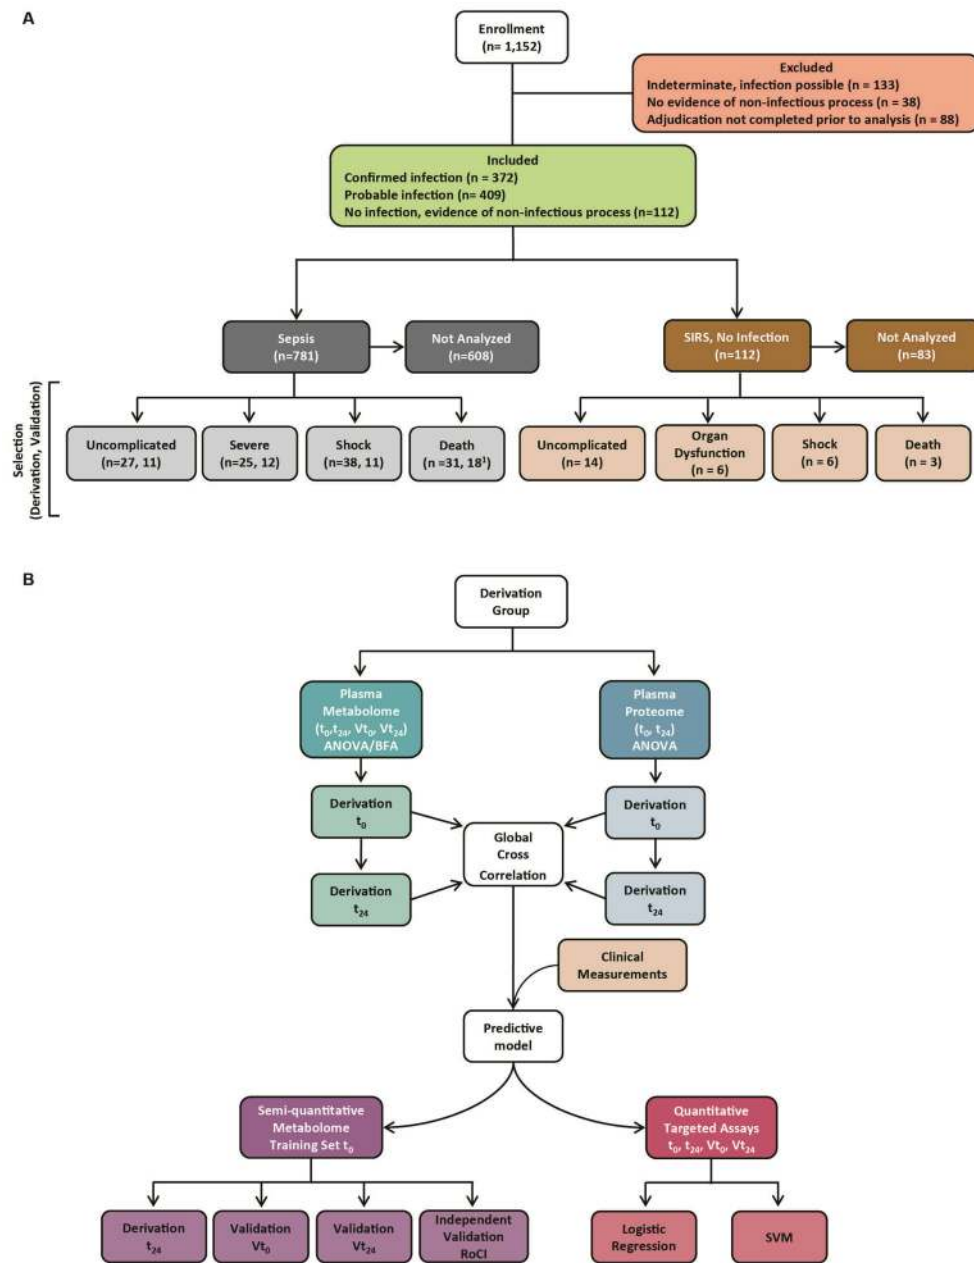 A
Enrollment
(n= 1,152)
Excluded
Indeterminate, infection possible (n = 133)
No evidence of non-infectious process (n = 38)
Adjudication not completed prior to analysis (n = 88)
Included
Confirmed infection (n = 372)
Probable infection (n= 409)
No infection, evidence of non-infectious process (n=112)
Sepsis
(n=781)
Not Analyzed
(n=608)
SIRS, No Infection
(n=112)
Not Analyzed
(n=83)
Selection
(Derivation, Validation)
Uncomplicated
(n=27, 11)
Severe
(n=25, 12)
Shock
(n=38, 11)
Death
(n =31, 18¹)
Uncomplicated
(n= 14)
Organ
Dysfunction
(n = 6)
Shock
(n = 6)
Death
(n = 3)
B
Derivation
Group
Plasma
Metabolome
(t₀,t₂₄, Vt₀, Vt₂₄)
ANOVA/BFA
Plasma
Proteome
(t₀, t₂₄)
ANOVA
Derivation
t₀
Derivation
t₀
Global
Cross
Correlation
Derivation
t₂₄
Derivation
t₂₄
Clinical
Measurements
Predictive
model
Semi-quantitative
Metabolome
Training Set t₀
Quantitative
Targeted Assays
t₀, t₂₄, Vt₀, Vt₂₄
Derivation
t₂₄
Validation
Vt₀
Validation
Vt₂₄
Independent
Validation
RoCI
Logistic
Regression
SVM